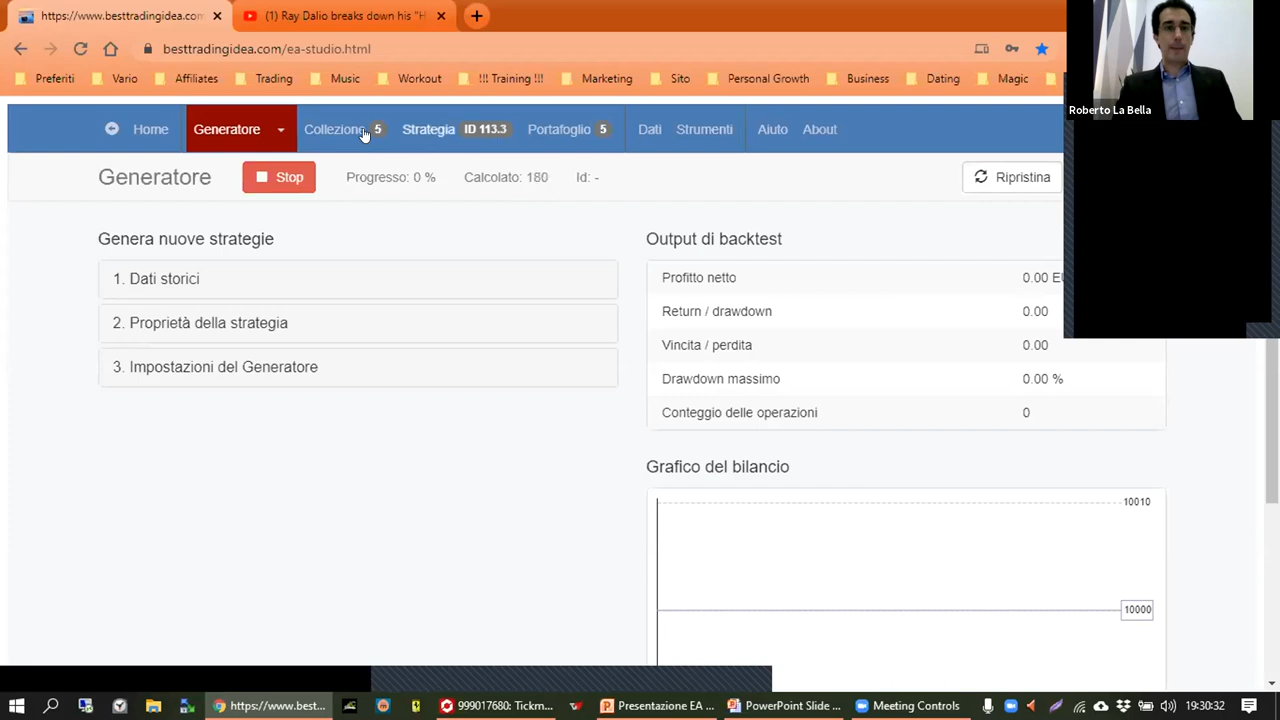 https://www.besttradingidea.com
(1) Ray Dalio breaks down his "H
besttradingidea.com/ea-studio.html
Preferiti Vario Affiliates Trading Music Workout !!! Training !!! Marketing Sito Personal Growth Business Dating Magic
Roberto La Bella
Home Generatore Collezione 5 Strategia ID 113.3 Portafoglio 5 Dati Strumenti Aiuto About
Generatore Stop Progresso: 0 % Calcolato: 180 Id: - Ripristina
Genera nuove strategie
1. Dati storici
2. Proprietà della strategia
3. Impostazioni del Generatore
Output di backtest
Profitto netto 0.00 EU
Return / drawdown 0.00
Vincita / perdita 0.00
Drawdown massimo 0.00 %
Conteggio delle operazioni 0
Grafico del bilancio
10010
10000
https://www.best... 999017680: Tickm... Presentazione EA ... PowerPoint Slide ... Meeting Controls 19:30:32